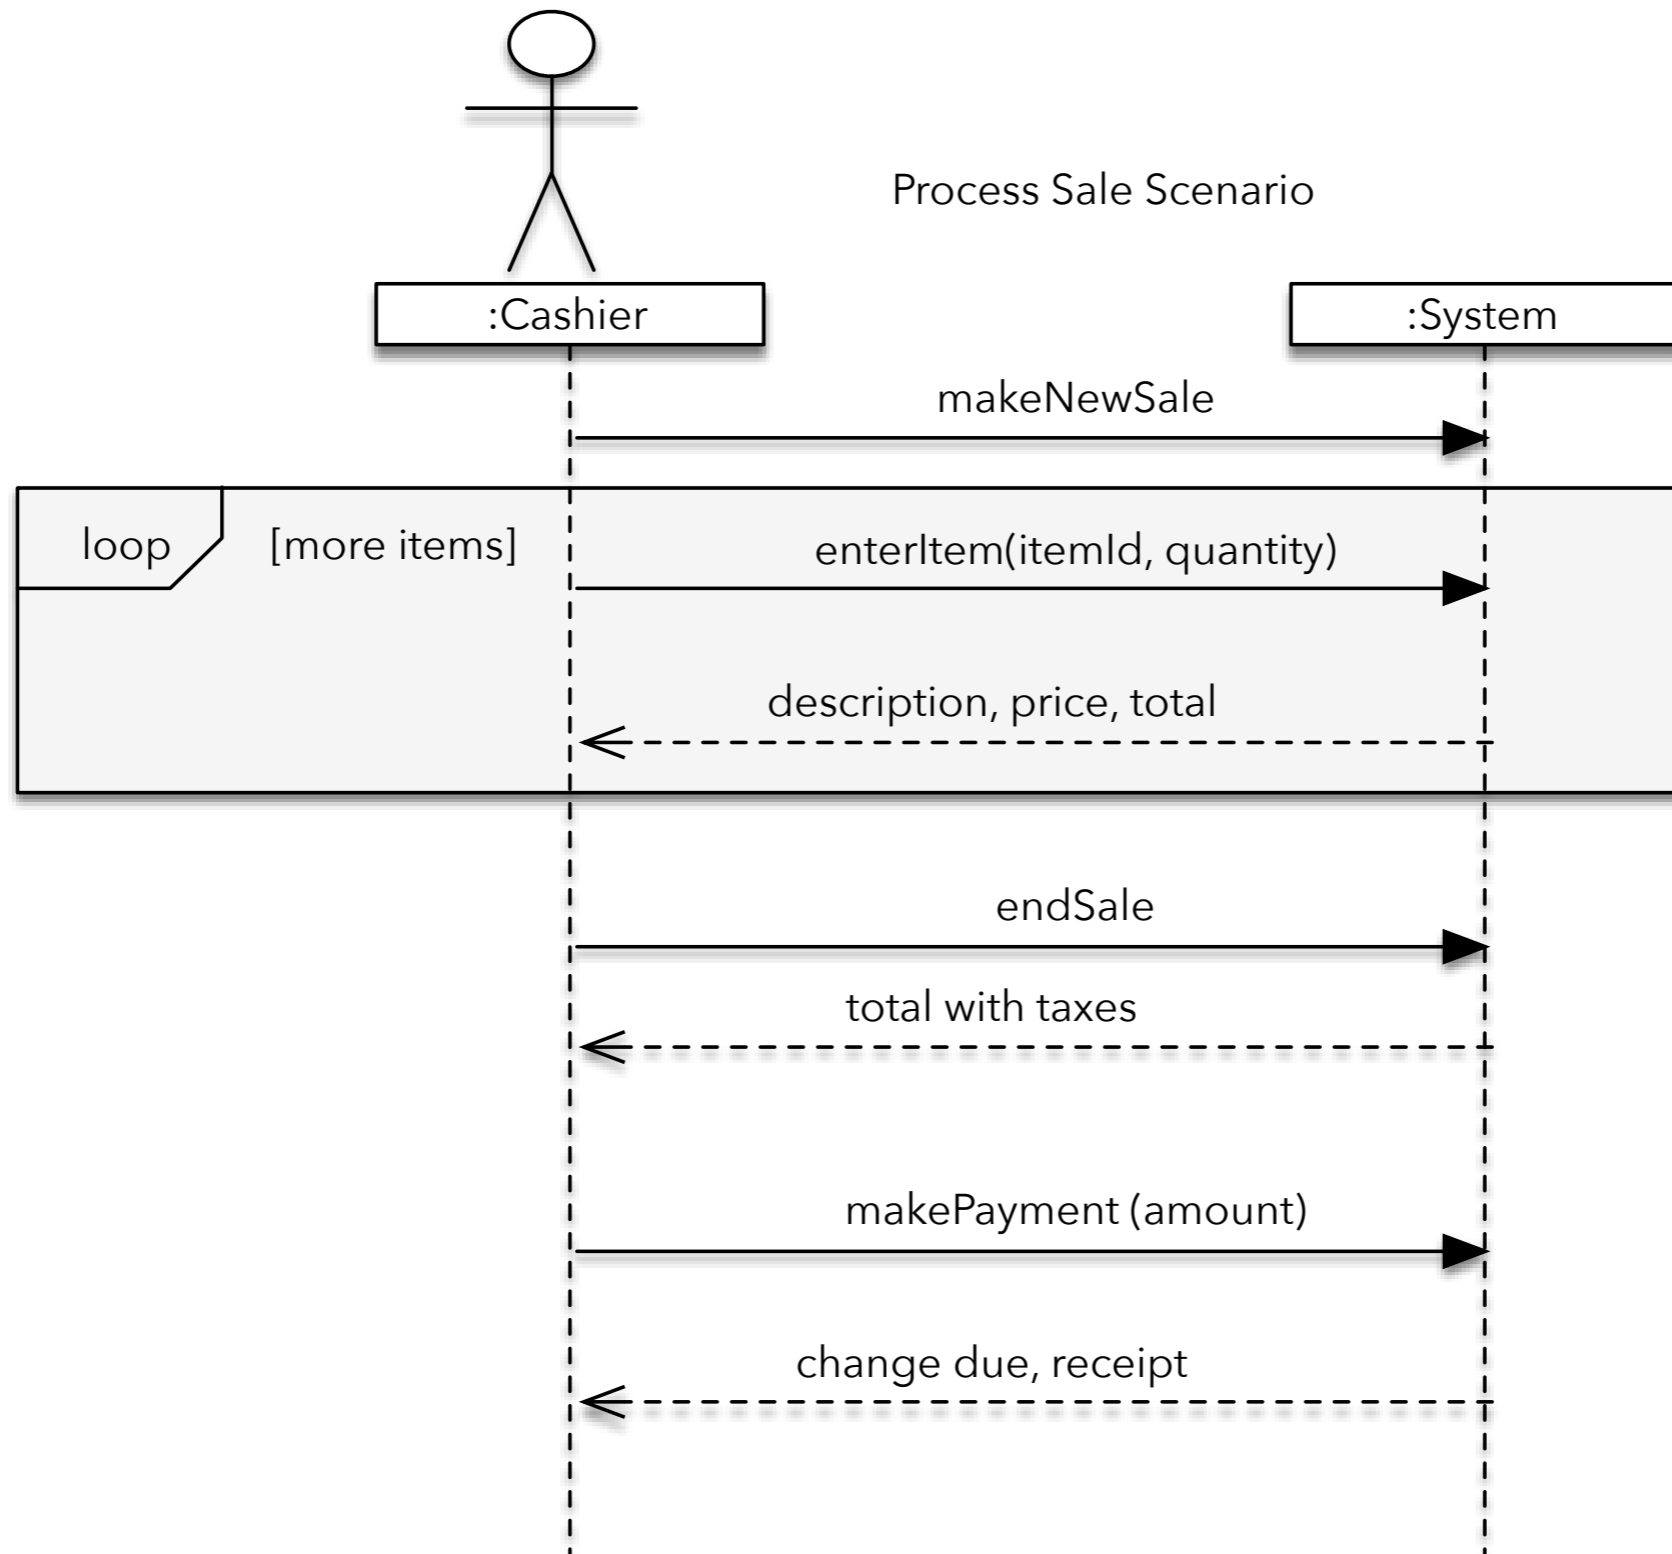 Process Sale Scenario
:Cashier
:System
makeNewSale
loop
[more items]
enterItem(itemId, quantity)
description, price, total
endSale
total with taxes
makePayment (amount)
change due, receipt